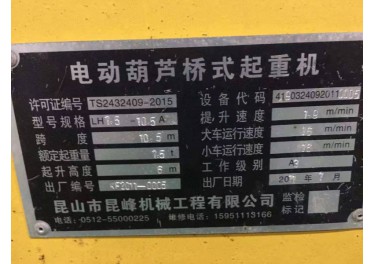 电动葫芦桥式起重机
许可证编号 TS2432409-2015 设备代码
型号规格 LH 提升速度 m/min
跨度 10.5m 大车运行速度 m/min
额定起重量 t 小车运行速度 m/min
起升高度 m 工作级别 A3
出厂编号 出厂日期 月
昆山市昆峰机械工程有限公司 监检
电话:0512-55000225 维修电话:15951113166 标记